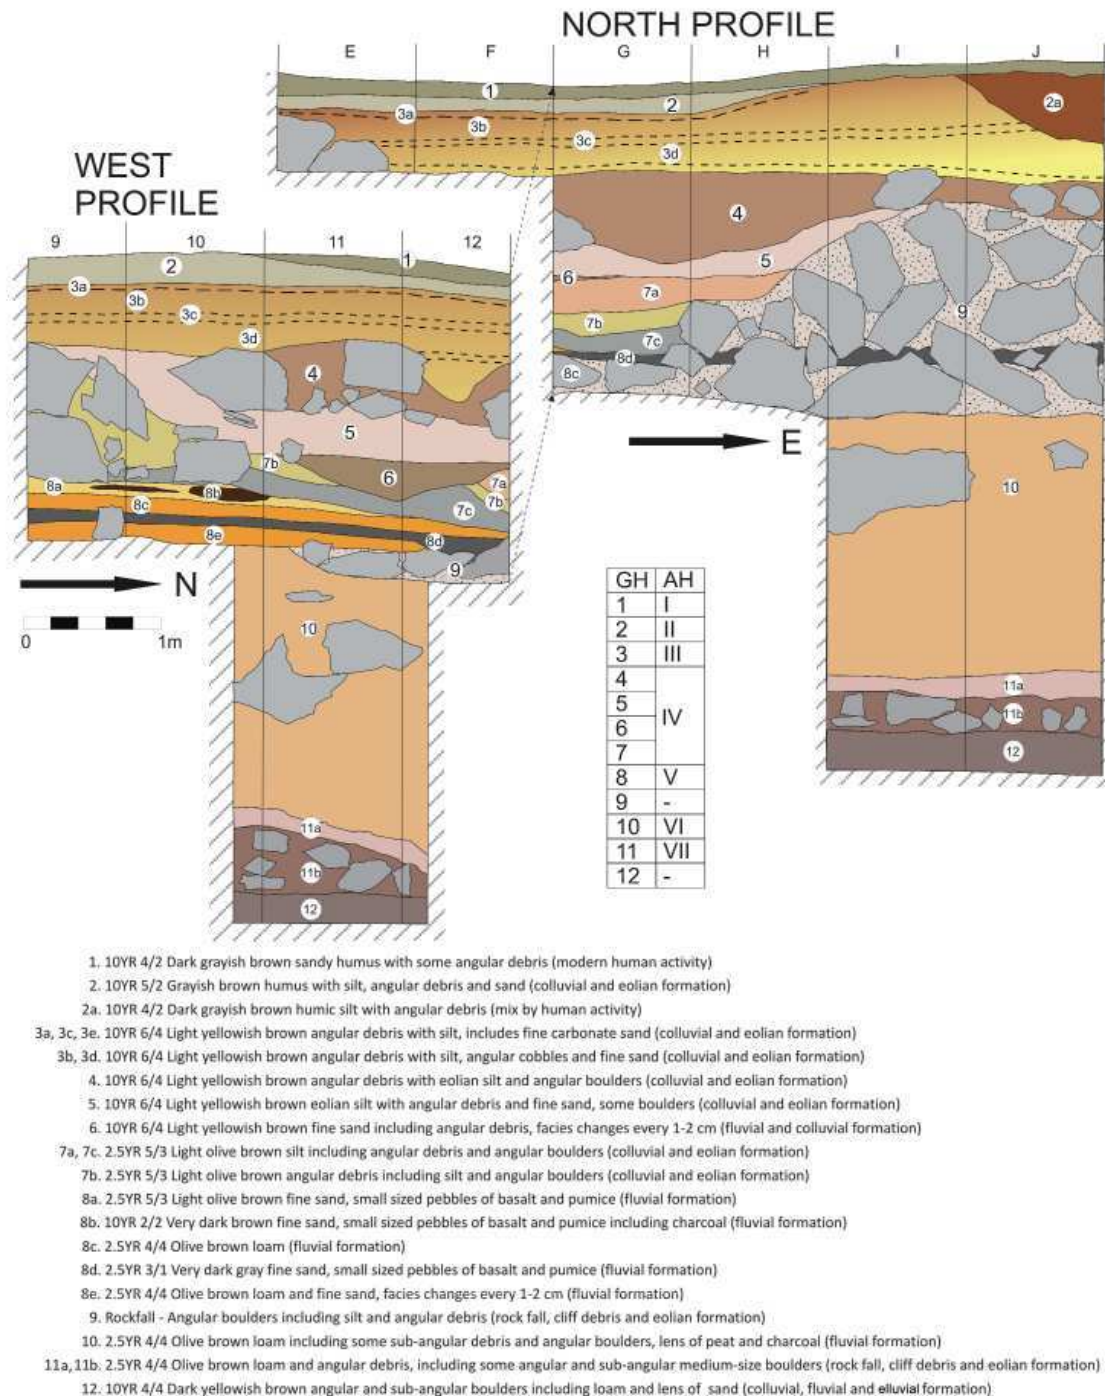 NORTH PROFILE
E F G H I J
1
2
2a
3a
3b
3c
3d
4
5
6
7a
7b
7c
8d
8c
9
E
10
11a
11b
12
WEST
PROFILE
9 10 11 12
1
2
3a
3b
3c
3d
4
5
6
7b
7a
7b
7c
8a
8b
8c
8d
8e
9
N
0 1m
10
11a
11b
12
GH AH
1 I
2 II
3 III
4
5
6
7
IV
8 V
9 -
10 VI
11 VII
12 -
1. 10YR 4/2 Dark grayish brown sandy humus with some angular debris (modern human activity)
2. 10YR 5/2 Grayish brown humus with silt, angular debris and sand (colluvial and eolian formation)
2a. 10YR 4/2 Dark grayish brown humic silt with angular debris (mix by human activity)
3a, 3c, 3e. 10YR 6/4 Light yellowish brown angular debris with silt, includes fine carbonate sand (colluvial and eolian formation)
3b, 3d. 10YR 6/4 Light yellowish brown angular debris with silt, angular cobbles and fine sand (colluvial and eolian formation)
4. 10YR 6/4 Light yellowish brown angular debris with eolian silt and angular boulders (colluvial and eolian formation)
5. 10YR 6/4 Light yellowish brown eolian silt with angular debris and fine sand, some boulders (colluvial and eolian formation)
6. 10YR 6/4 Light yellowish brown fine sand including angular debris, facies changes every 1-2 cm (fluvial and colluvial formation)
7a, 7c. 2.5YR 5/3 Light olive brown silt including angular debris and angular boulders (colluvial and eolian formation)
7b. 2.5YR 5/3 Light olive brown angular debris including silt and angular boulders (colluvial and eolian formation)
8a. 2.5YR 5/3 Light olive brown fine sand, small sized pebbles of basalt and pumice (fluvial formation)
8b. 10YR 2/2 Very dark brown fine sand, small sized pebbles of basalt and pumice including charcoal (fluvial formation)
8c. 2.5YR 4/4 Olive brown loam (fluvial formation)
8d. 2.5YR 3/1 Very dark gray fine sand, small sized pebbles of basalt and pumice (fluvial formation)
8e. 2.5YR 4/4 Olive brown loam and fine sand, facies changes every 1-2 cm (fluvial formation)
9. Rockfall - Angular boulders including silt and angular debris (rock fall, cliff debris and eolian formation)
10. 2.5YR 4/4 Olive brown loam including some sub-angular debris and angular boulders, lens of peat and charcoal (fluvial formation)
11a,11b. 2.5YR 4/4 Olive brown loam and angular debris, including some angular and sub-angular medium-size boulders (rock fall, cliff debris and eolian formation)
12. 10YR 4/4 Dark yellowish brown angular and sub-angular boulders including loam and lens of sand (colluvial, fluvial and elluvial formation)